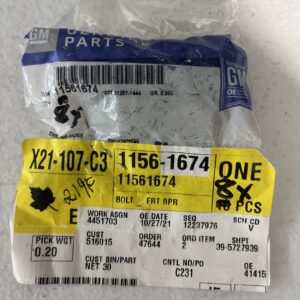 GM
PARTS
11561674
GM
X21-107-C3
1156-1674
11561674
BOLT
ERT BPR
ONE
PCS
WORK ASGN
4451703
OE DATE
10/27/21
SEQ
12237976
SCH CD
V
PICK WGT
0.20
CUST
516015
ORDER
47644
ORD ITEM
2
SHPT
39-5727939
CUST BIN/PART
NET 30
CNTL NO/PO
C231
OE
41415